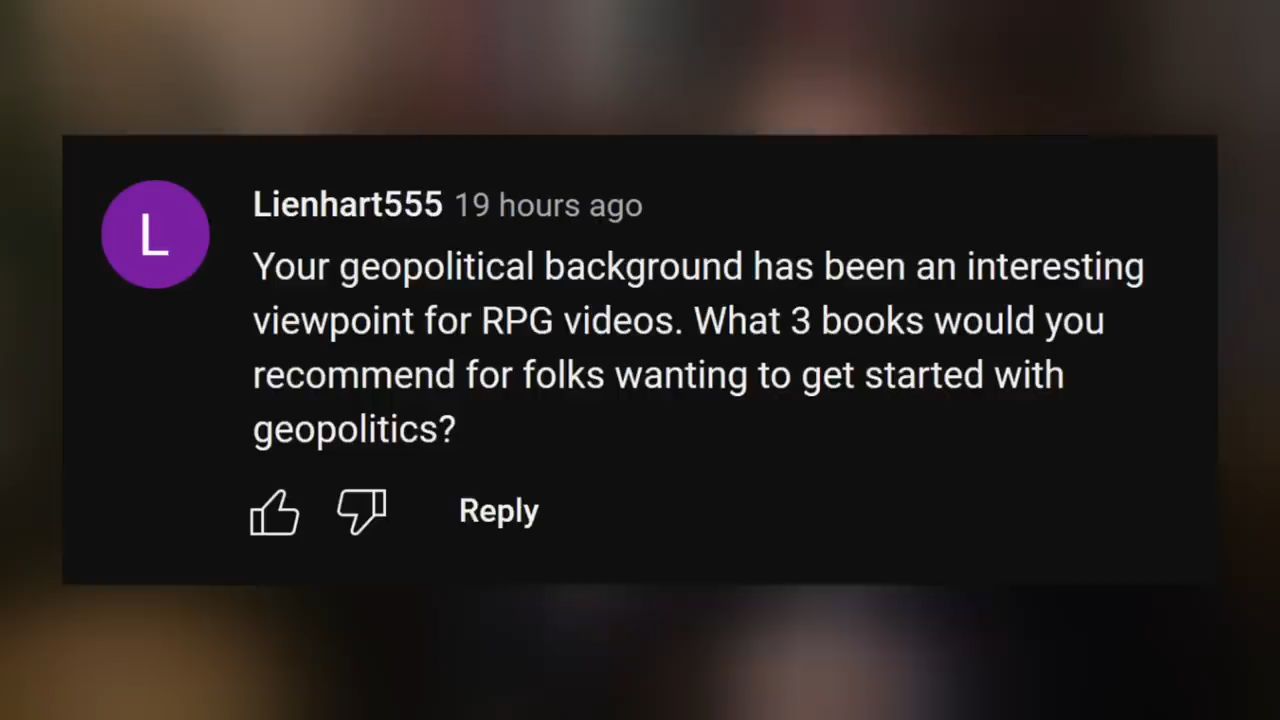 L
Lienhart555 19 hours ago
Your geopolitical background has been an interesting
viewpoint for RPG videos. What 3 books would you
recommend for folks wanting to get started with
geopolitics?
Reply